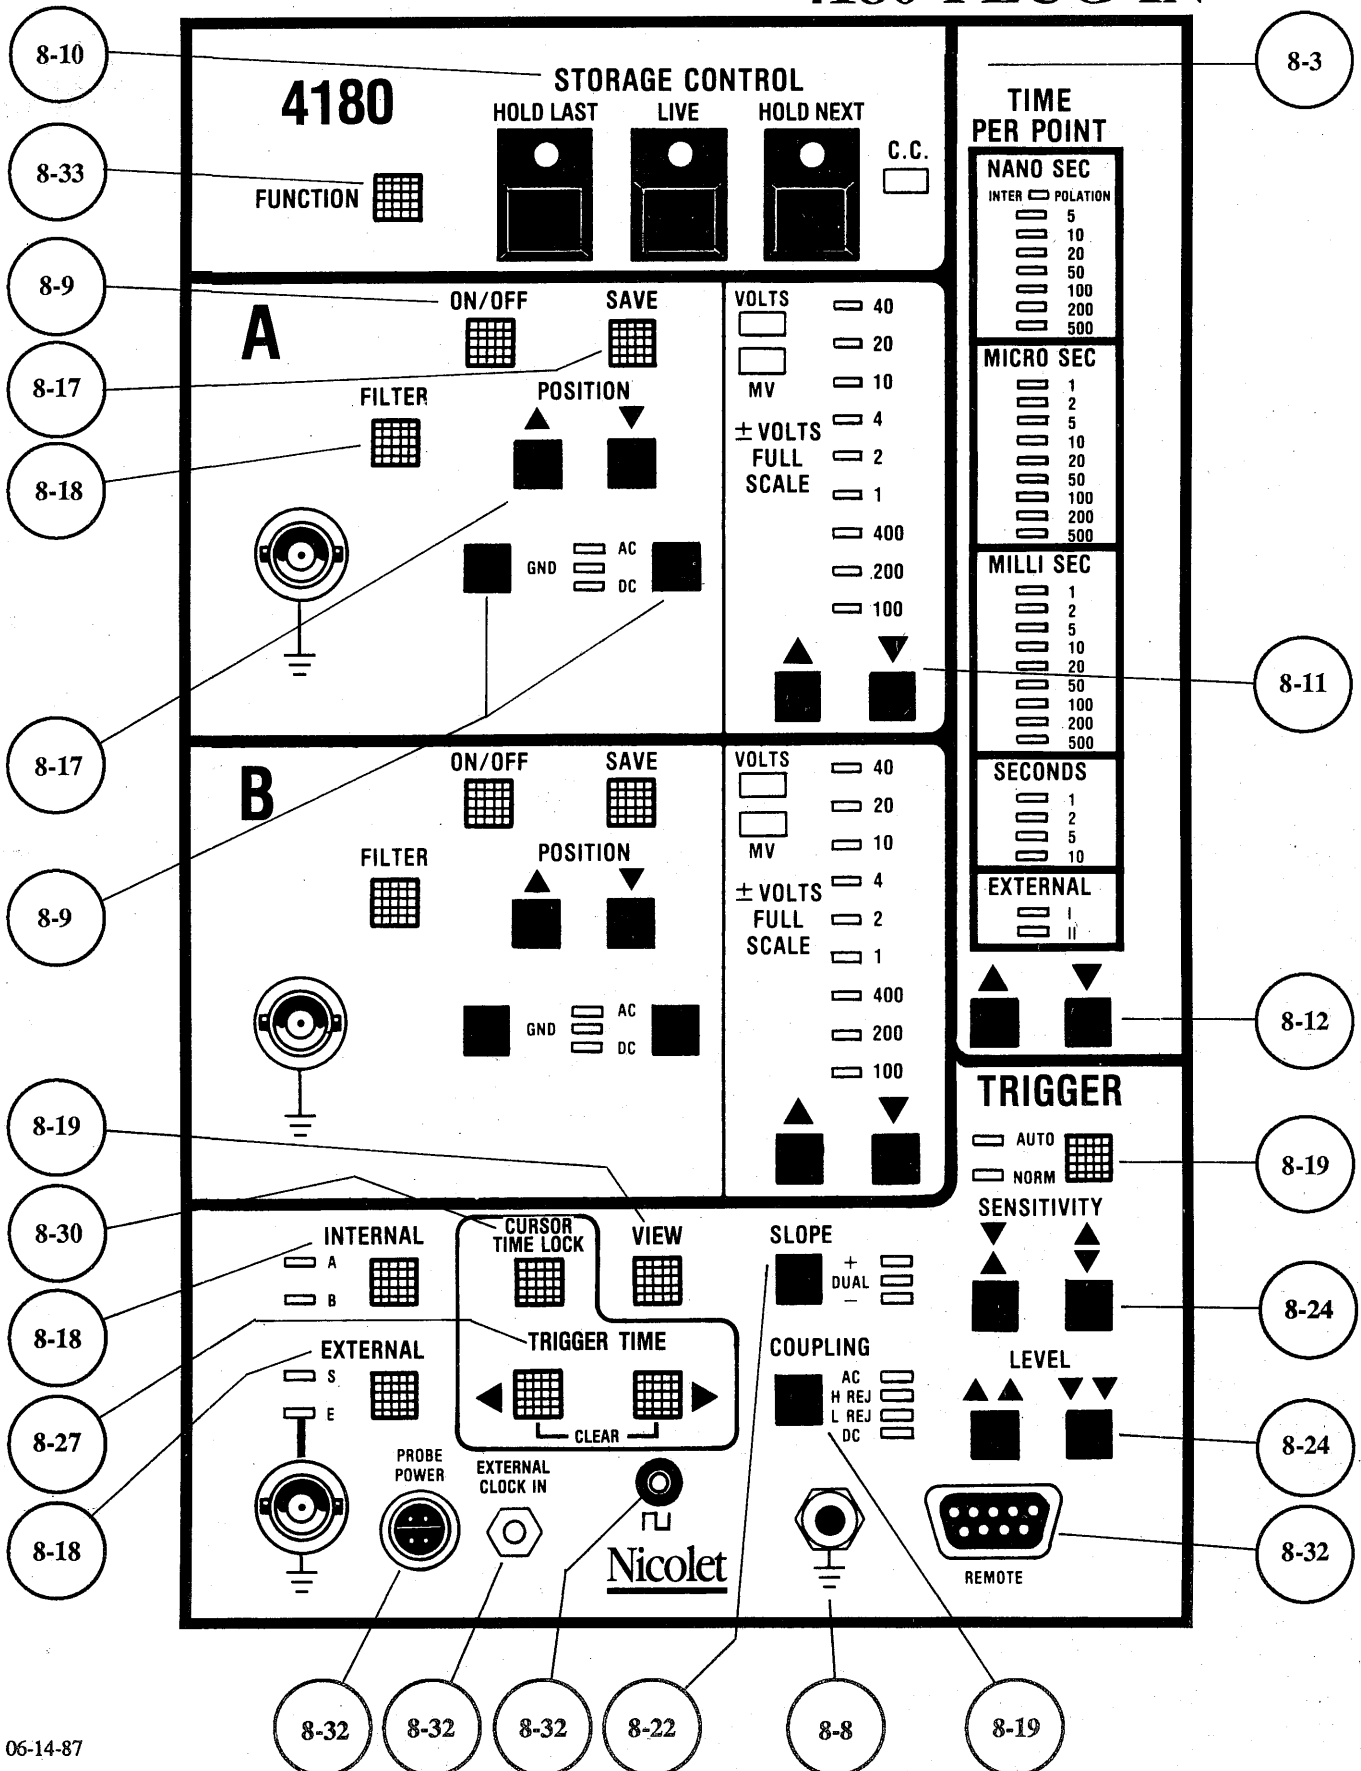 4180 PLUG-IN
8-10
8-33
8-9
8-17
8-18
8-17
8-9
8-19
8-30
8-18
8-27
8-18
4180
STORAGE CONTROL
HOLD LAST
LIVE
HOLD NEXT
C.C.
FUNCTION
A
ON/OFF
SAVE
FILTER
POSITION
GND
AC
DC
VOLTS
MV
± VOLTS
FULL
SCALE
40
20
10
4
2
1
400
200
100
B
ON/OFF
SAVE
FILTER
POSITION
GND
AC
DC
VOLTS
MV
± VOLTS
FULL
SCALE
40
20
10
4
2
1
400
200
100
TIME
PER POINT
NANO SEC
INTER POLATION
5
10
20
50
100
200
500
MICRO SEC
1
2
5
10
20
50
100
200
500
MILLI SEC
1
2
5
10
20
50
100
200
500
SECONDS
1
2
5
10
EXTERNAL
I
II
TRIGGER
AUTO
NORM
SENSITIVITY
LEVEL
INTERNAL
A
B
EXTERNAL
S
E
CURSOR
TIME LOCK
VIEW
TRIGGER TIME
CLEAR
SLOPE
+
DUAL
−
COUPLING
AC
H REJ
L REJ
DC
PROBE
POWER
EXTERNAL
CLOCK IN
Nicolet
REMOTE
8-3
8-11
8-12
8-19
8-24
8-24
8-32
8-32
8-32
8-32
8-22
8-8
8-19
06-14-87